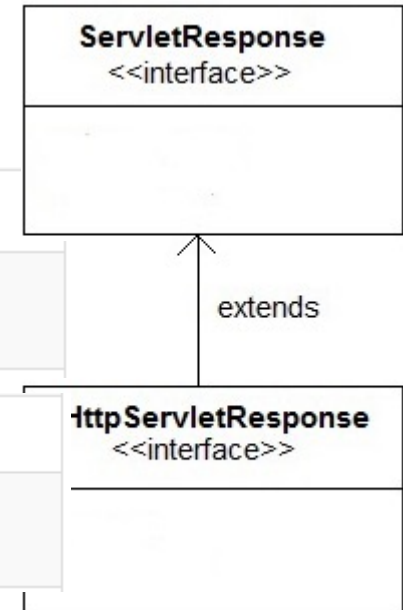 ServletResponse
<<interface>>
extends
HttpServletResponse
<<interface>>